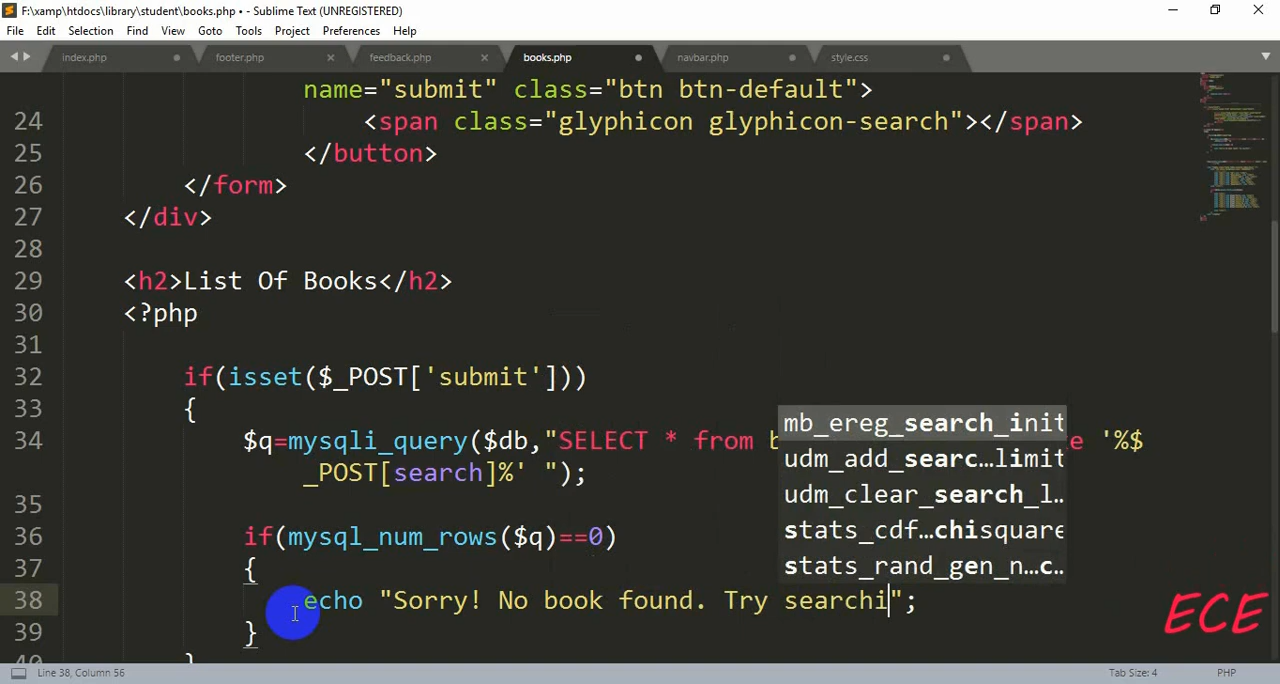 F:\xamp\htdocs\library\student\books.php • - Sublime Text (UNREGISTERED)
File Edit Selection Find View Goto Tools Project Preferences Help
index.php footer.php feedback.php books.php navbar.php style.css
name="submit" class="btn btn-default">
24 <span class="glyphicon glyphicon-search"></span>
25 </button>
26 </form>
27 </div>
28
29 <h2>List Of Books</h2>
30 <?php
31
32 if(isset($_POST['submit']))
33 {
34 $q=mysqli_query($db,"SELECT * from '%$
_POST[search]%' ");
35
36 if(mysql_num_rows($q)==0)
37 {
38 echo "Sorry! No book found. Try searchi";
39 }
mb_ereg_search_init
udm_add_searc...limit
udm_clear_search_l...
stats_cdf...chisquare
stats_rand_gen_n...c...
ECE
Line 38, Column 56 Tab Size: 4 PHP